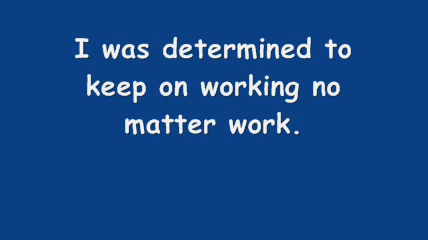 I was determined to
keep on working no
matter work.